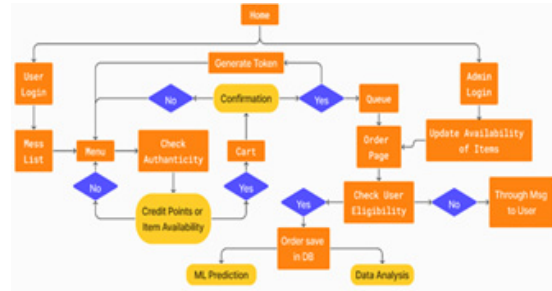 Home
Generate Token
User
Login
No
Confirmation
Yes
Queue
Admin
Login
Mess
List
Menu
Check
Authanticity
Cart
Order
Page
Update Availability
of Items
No
Credit Points or
Item Availability
Yes
Yes
Check User
Eligibility
No
Through Msg
to User
Order save
in DB
ML Prediction
Data Analysis